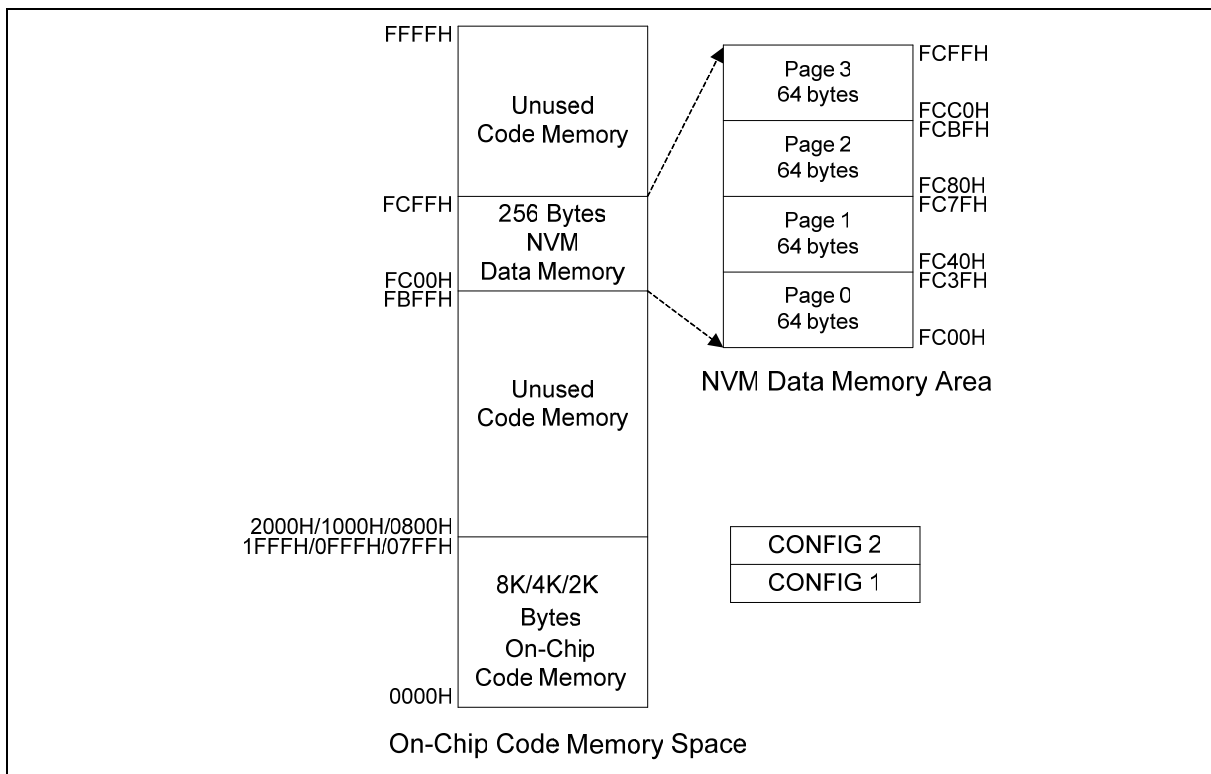 FFFFH
Unused
Code Memory
FCFFH
256 Bytes
NVM
Data Memory
FC00H
FBFFH
Unused
Code Memory
2000H/1000H/0800H
1FFFH/0FFFH/07FFH
8K/4K/2K
Bytes
On-Chip
Code Memory
0000H
On-Chip Code Memory Space
FCFFH
Page 3
64 bytes
FCC0H
FCBFH
Page 2
64 bytes
FC80H
FC7FH
Page 1
64 bytes
FC40H
FC3FH
Page 0
64 bytes
FC00H
NVM Data Memory Area
CONFIG 2
CONFIG 1